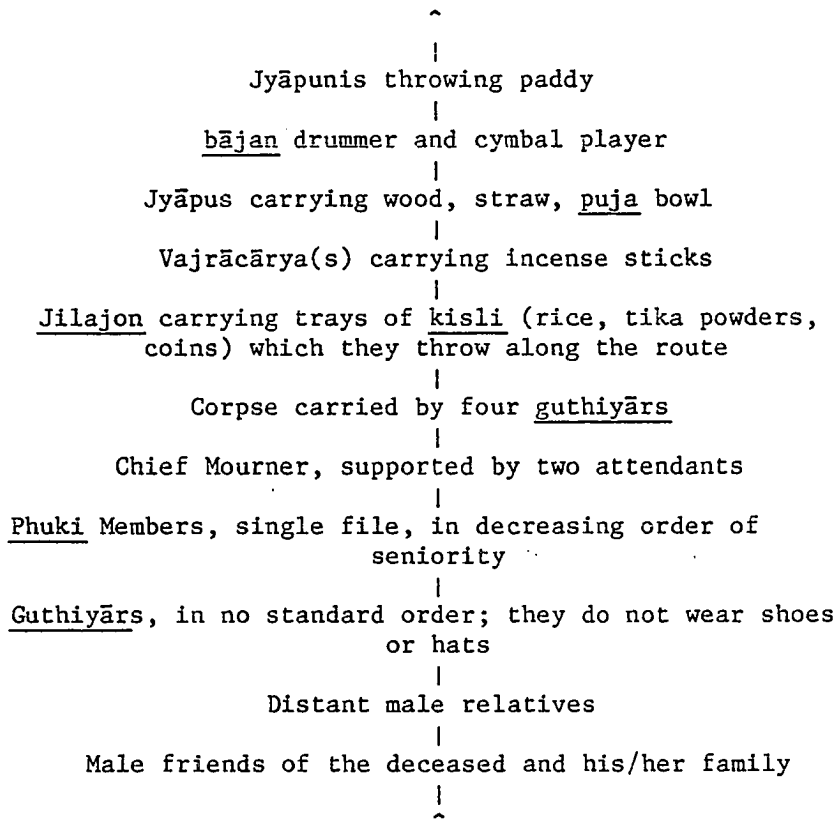 ^
|
Jyāpunis throwing paddy
|
bājan drummer and cymbal player
|
Jyāpus carrying wood, straw, puja bowl
|
Vajrācārya(s) carrying incense sticks
|
Jilajon carrying trays of kisli (rice, tika powders,
coins) which they throw along the route
|
Corpse carried by four guthiyārs
|
Chief Mourner, supported by two attendants
|
Phuki Members, single file, in decreasing order of
seniority
|
Guthiyārs, in no standard order; they do not wear shoes
or hats
|
Distant male relatives
|
Male friends of the deceased and his/her family
|
^